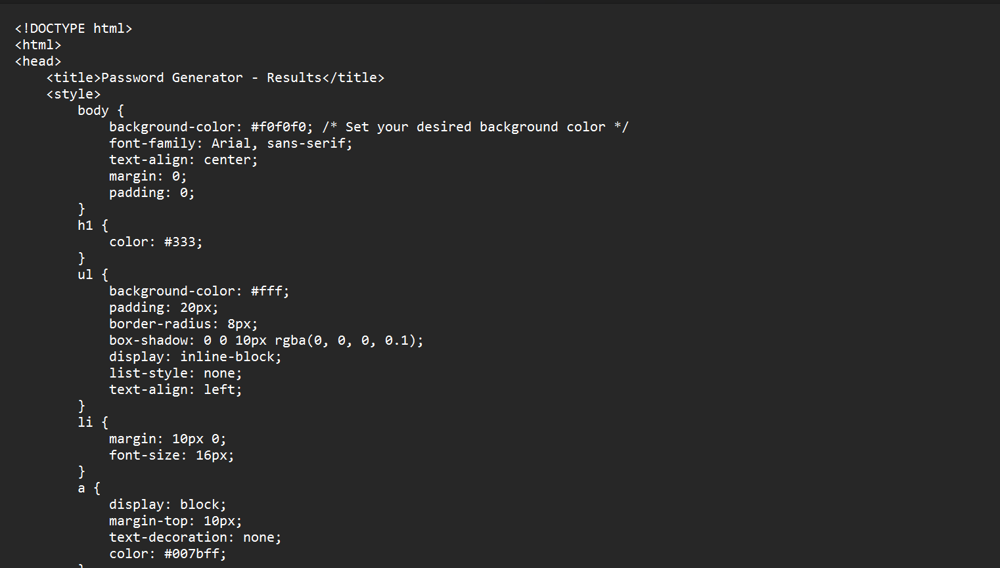 <!DOCTYPE html>
<html>
<head>
    <title>Password Generator - Results</title>
    <style>
        body {
            background-color: #f0f0f0; /* Set your desired background color */
            font-family: Arial, sans-serif;
            text-align: center;
            margin: 0;
            padding: 0;
        }
        h1 {
            color: #333;
        }
        ul {
            background-color: #fff;
            padding: 20px;
            border-radius: 8px;
            box-shadow: 0 0 10px rgba(0, 0, 0, 0.1);
            display: inline-block;
            list-style: none;
            text-align: left;
        }
        li {
            margin: 10px 0;
            font-size: 16px;
        }
        a {
            display: block;
            margin-top: 10px;
            text-decoration: none;
            color: #007bff;